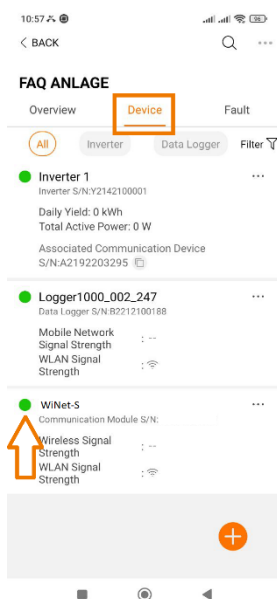 10:57
95
BACK
FAQ ANLAGE
Overview Device Fault
All Inverter Data Logger Filter
Inverter 1 ...
Inverter S/N:Y2142100001
Daily Yield: 0 kWh
Total Active Power: 0 W
Associated Communication Device
S/N:A2192203295
Logger1000_002_247 ...
Data Logger S/N:B2212100188
Mobile Network
Signal Strength : --
WLAN Signal
Strength :
WiNet-S ...
Communication Module S/N:
Wireless Signal
Strength : --
WLAN Signal
Strength :